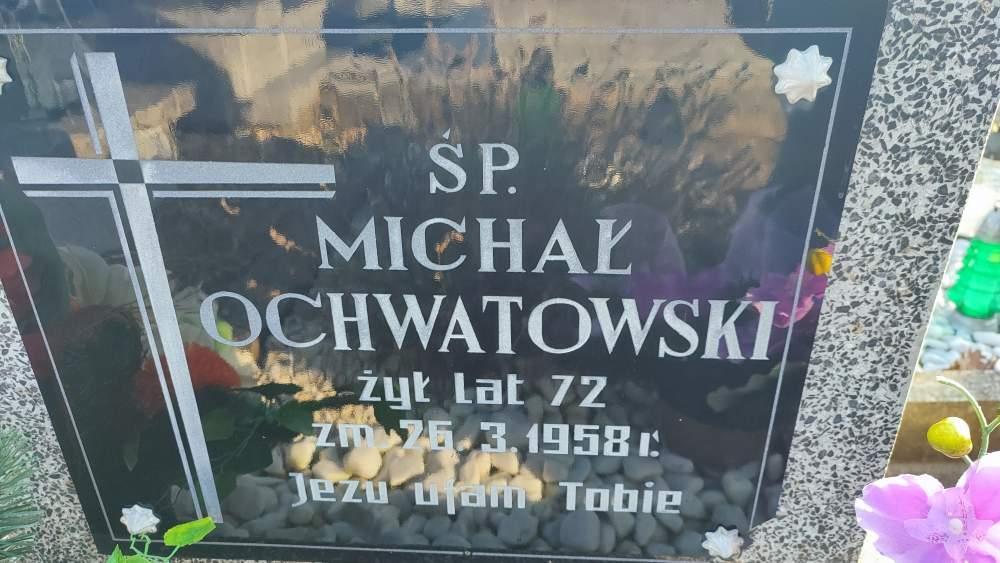 ŚP.
MICHAŁ
OCHWATOWSKI
żył lat 72
zm. 26.3.1958 r.
Jezu ufam Tobie